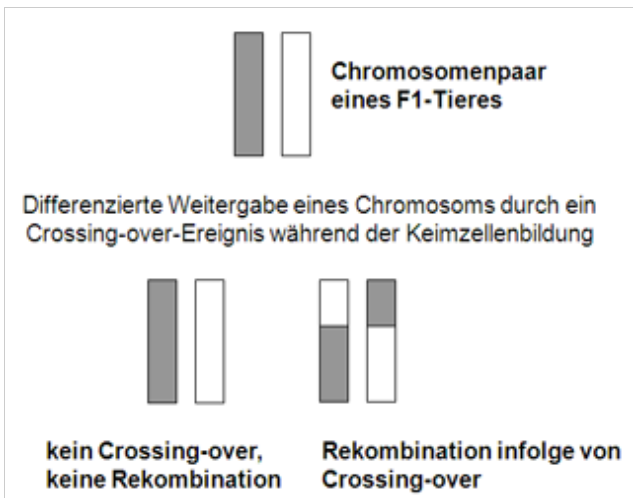 Chromosomenpaar
eines F1-Tieres
Differenzierte Weitergabe eines Chromosoms durch ein
Crossing-over-Ereignis während der Keimzellenbildung
kein Crossing-over,
keine Rekombination
Rekombination infolge von
Crossing-over